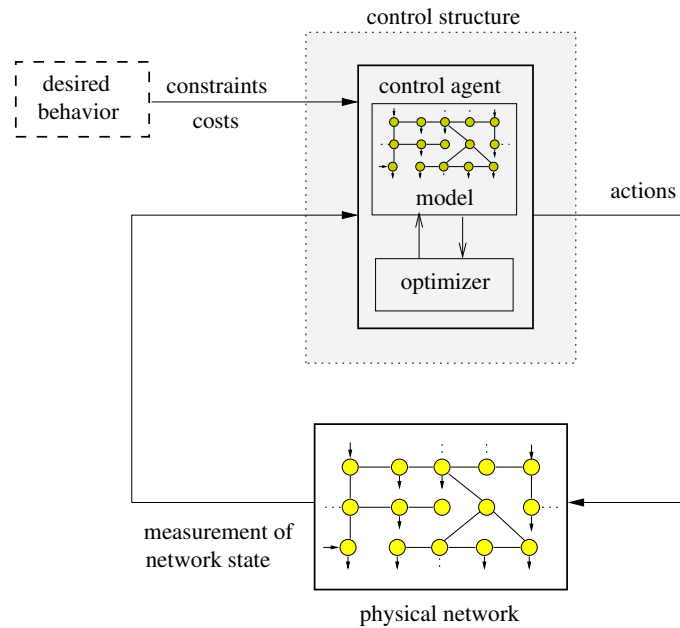 control structure
desired
behavior
constraints
costs
control agent
model
optimizer
actions
measurement of
network state
physical network